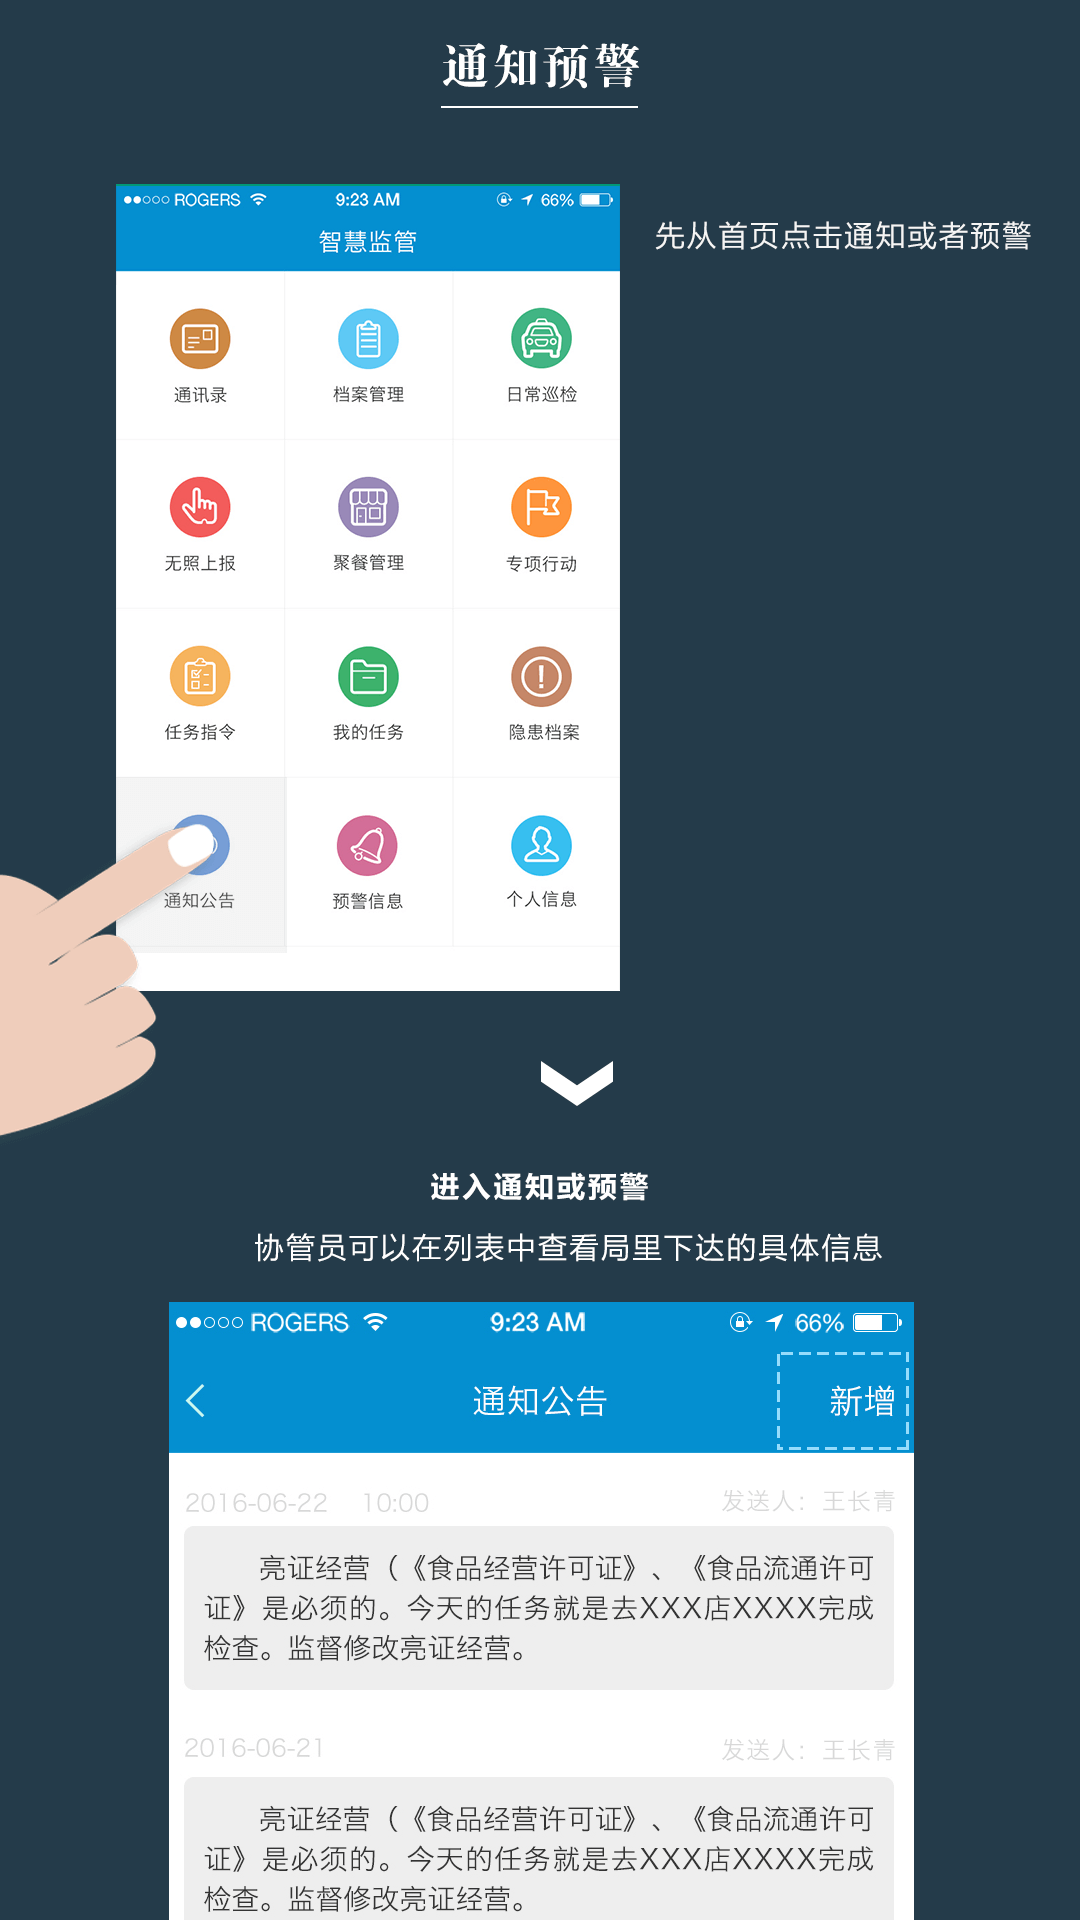 通知预警
●●○○○ ROGERS 9:23 AM 66%
智慧监管
先从首页点击通知或者预警
通讯录 档案管理 日常巡检
无照上报 聚餐管理 专项行动
任务指令 我的任务 隐患档案
通知公告 预警信息 个人信息
进入通知或预警
协管员可以在列表中查看局里下达的具体信息
●●○○○ ROGERS 9:23 AM 66%
通知公告 新增
2016-06-22 10:00 发送人：王长青
亮证经营（《食品经营许可证》、《食品流通许可
证》是必须的。今天的任务就是去XXX店XXXX完成
检查。监督修改亮证经营。
2016-06-21 发送人：王长青
亮证经营（《食品经营许可证》、《食品流通许可
证》是必须的。今天的任务就是去XXX店XXXX完成
检查。监督修改亮证经营。